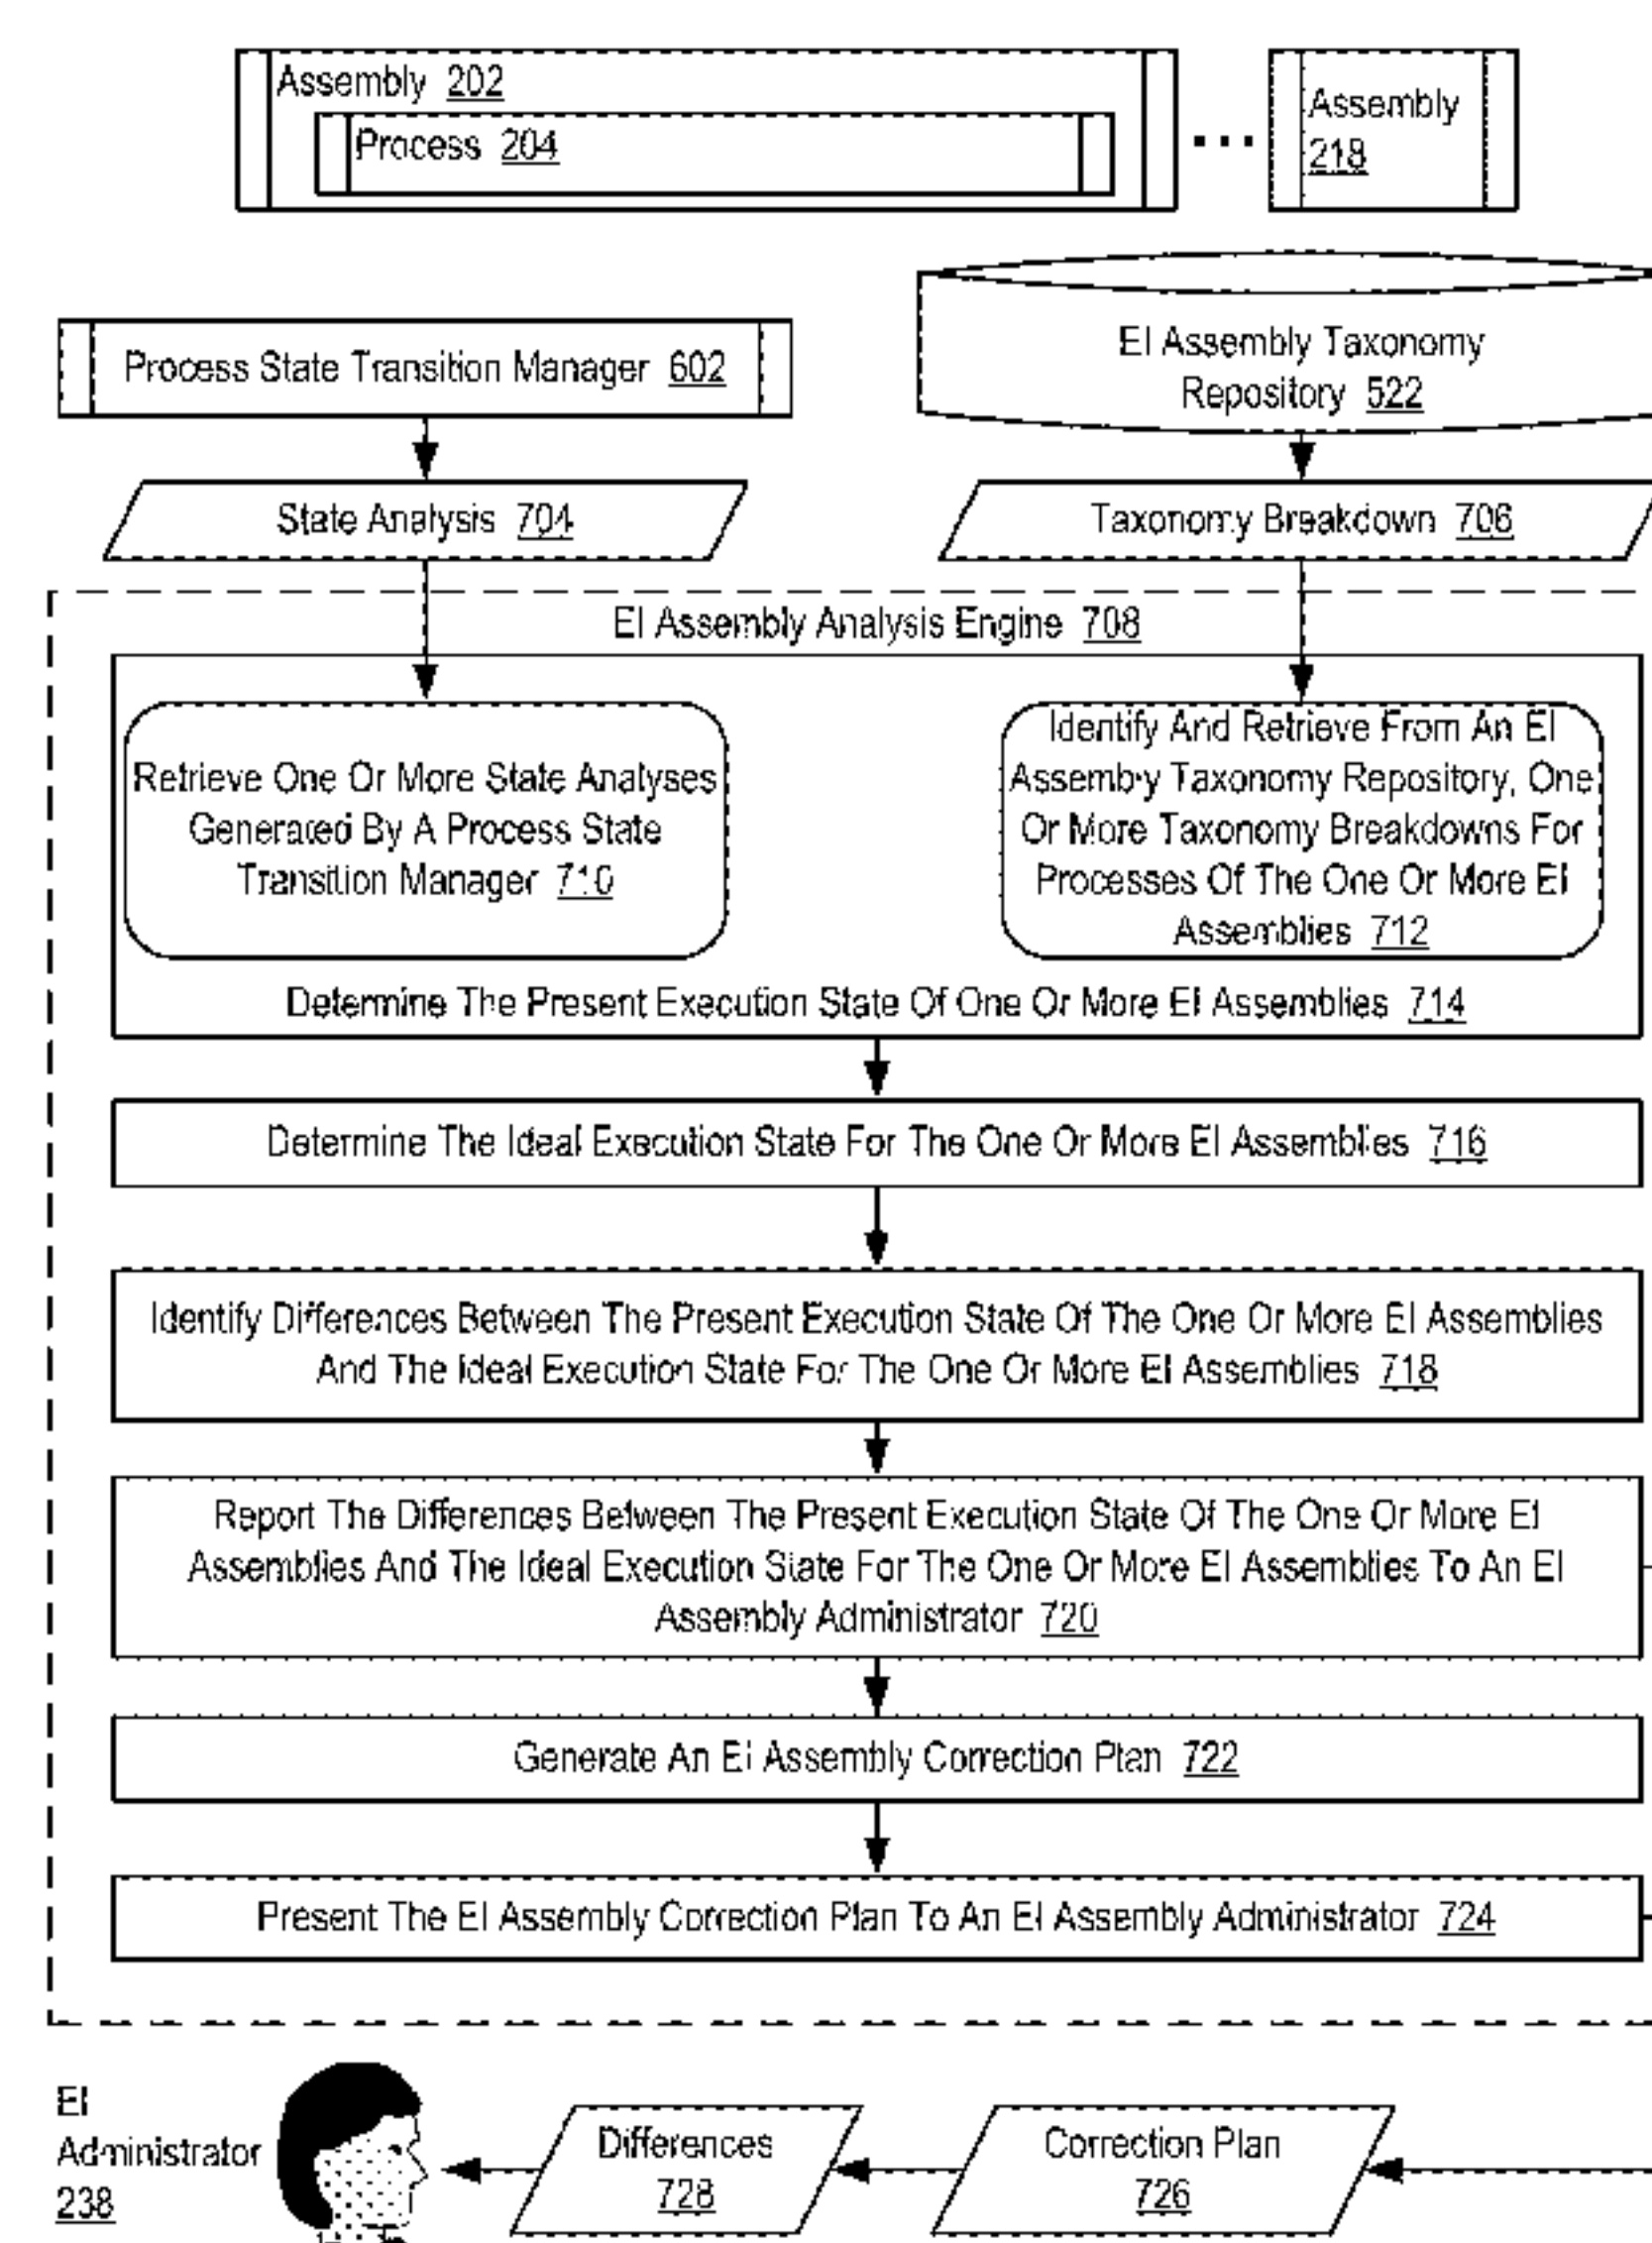 Assembly 202
Process 204
Assembly
218
EI Assembly Taxonomy
Repository 522
Process State Transition Manager 602
State Analysis 704
Taxonomy Breakdown 706
EI Assembly Analysis Engine 708
Retrieve One Or More State Analyses
Generated By A Process State
Transition Manager 710
Identify And Retrieve From An EI
Assembly Taxonomy Repository, One
Or More Taxonomy Breakdowns For
Processes Of The One Or More EI
Assemblies 712
Determine The Present Execution State Of One Or More EI Assemblies 714
Determine The Ideal Execution State For The One Or More EI Assemblies 716
Identify Differences Between The Present Execution State Of The One Or More EI Assemblies
And The Ideal Execution State For The One Or More EI Assemblies 718
Report The Differences Between The Present Execution State Of The One Or More EI
Assemblies And The Ideal Execution State For The One Or More EI Assemblies To An EI
Assembly Administrator 720
Generate An EI Assembly Correction Plan 722
Present The EI Assembly Correction Plan To An EI Assembly Administrator 724
EI
Administrator
238
Differences
728
Correction Plan
726